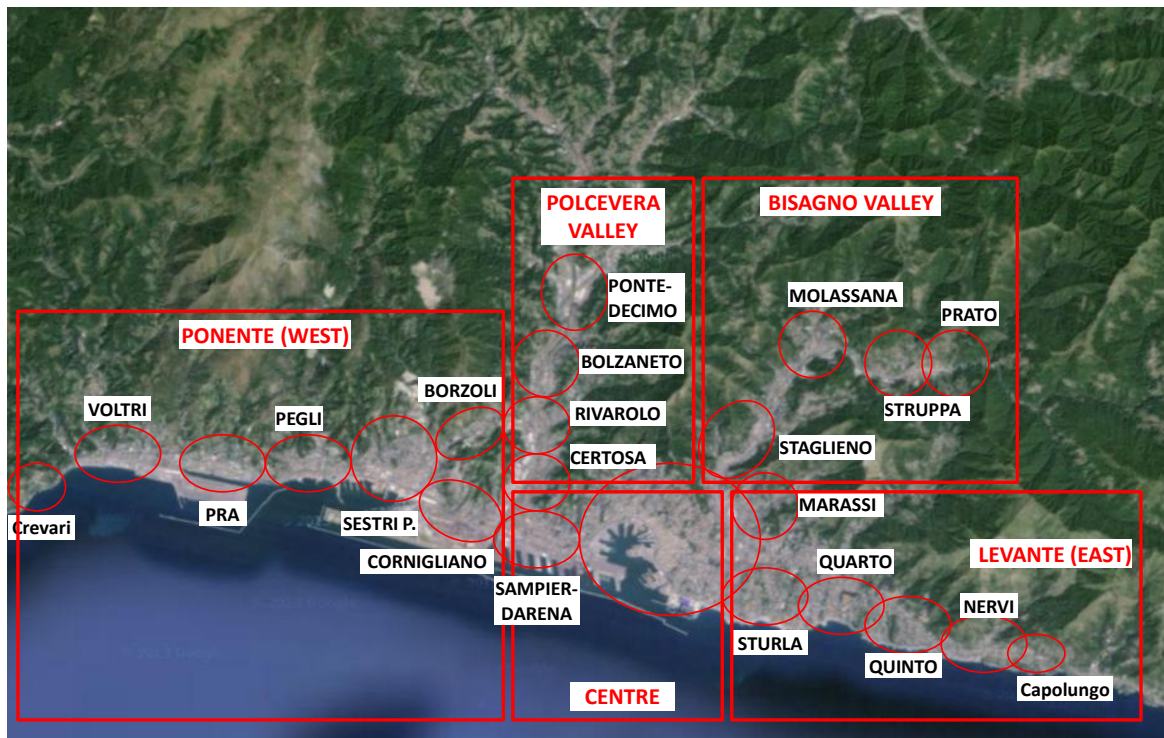 POLCEVERA
VALLEY
BISAGNO VALLEY
PONTE-
DECIMO
MOLASSANA
PRATO
PONENTE (WEST)
BOLZANETO
BORZOLI
VOLTRI
PEGLI
RIVAROLO
STRUPPA
STAGLIENO
CERTOSA
MARASSI
Crevari
PRA
SESTRI P.
CORNIGLIANO
QUARTO
LEVANTE (EAST)
SAMPIER-
DARENA
NERVI
STURLA
QUINTO
Capolungo
CENTRE